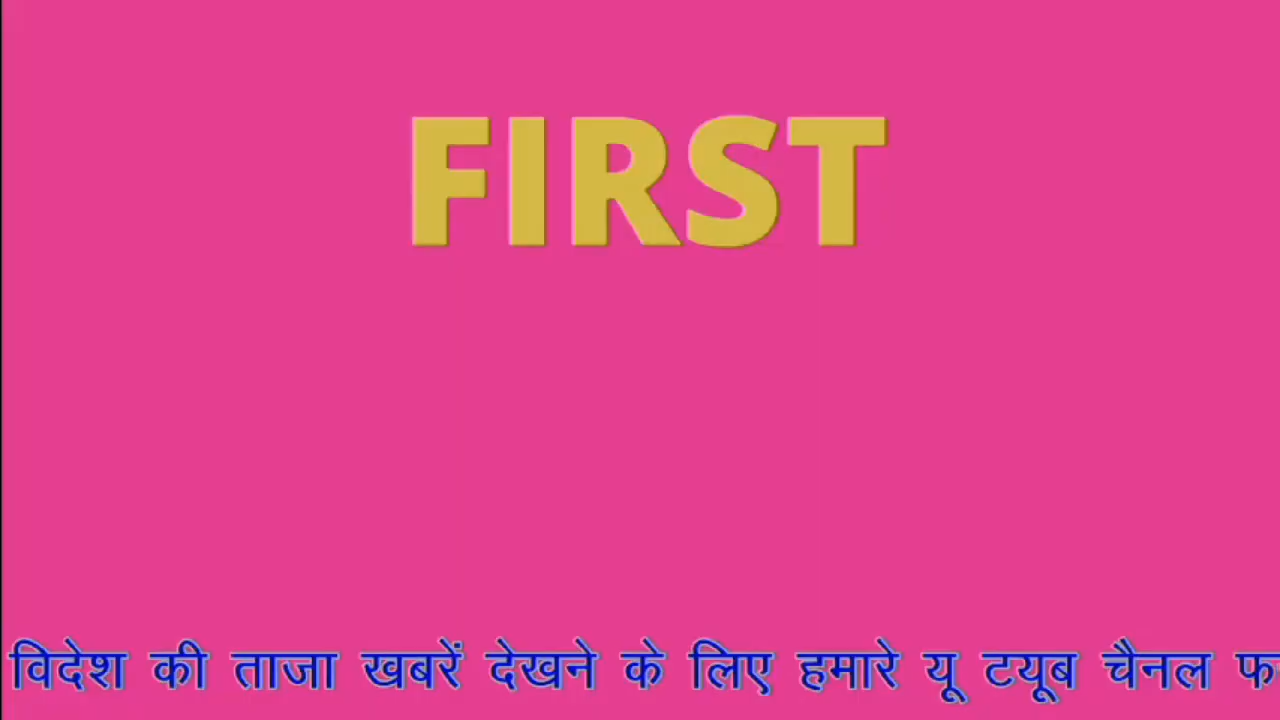 FIRST
विदेश की ताजा खबरें देखने के लिए हमारे यू टयूब चैनल